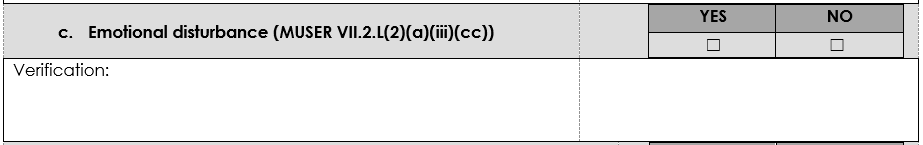 YES NO
c. Emotional disturbance (MUSER VII.2.L(2)(a)(iii)(cc))
☐ ☐
Verification: